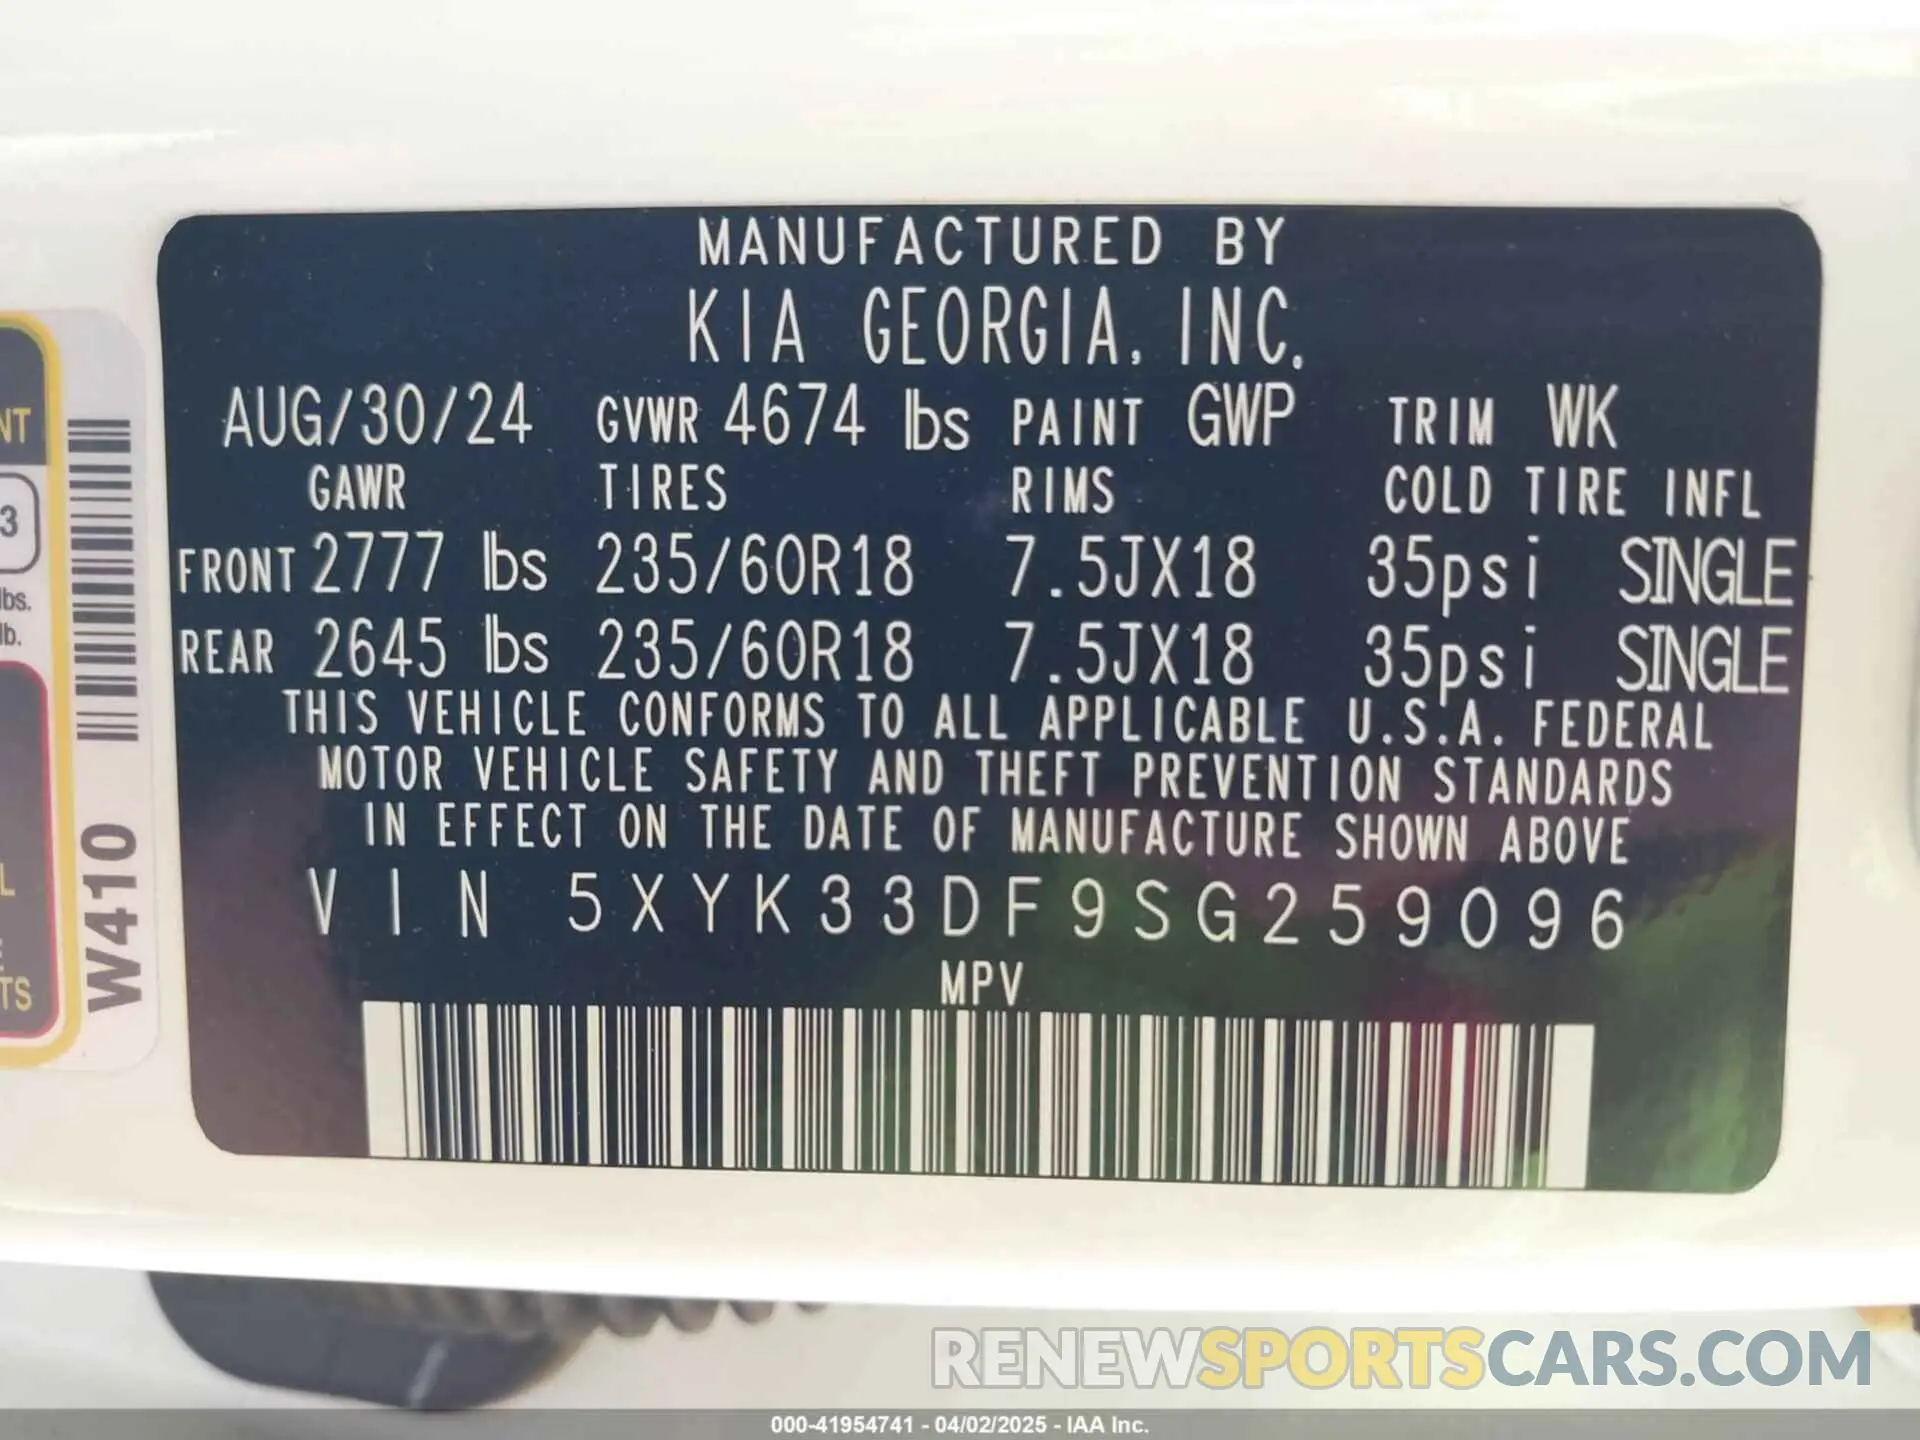 MANUFACTURED BY
KIA GEORGIA, INC.
AUG/30/24 GVWR 4674 lbs PAINT GWP TRIM WK
GAWR TIRES RIMS COLD TIRE INFL
FRONT 2777 lbs 235/60R18 7.5JX18 35psi SINGLE
REAR 2645 lbs 235/60R18 7.5JX18 35psi SINGLE
THIS VEHICLE CONFORMS TO ALL APPLICABLE U.S.A. FEDERAL
MOTOR VEHICLE SAFETY AND THEFT PREVENTION STANDARDS
IN EFFECT ON THE DATE OF MANUFACTURE SHOWN ABOVE
VIN 5XYK33DF9SG259096
MPV
W410
3
lbs.
lb.
RENEWSPORTSCARS.COM
000-41954741 - 04/02/2025 - IAA Inc.